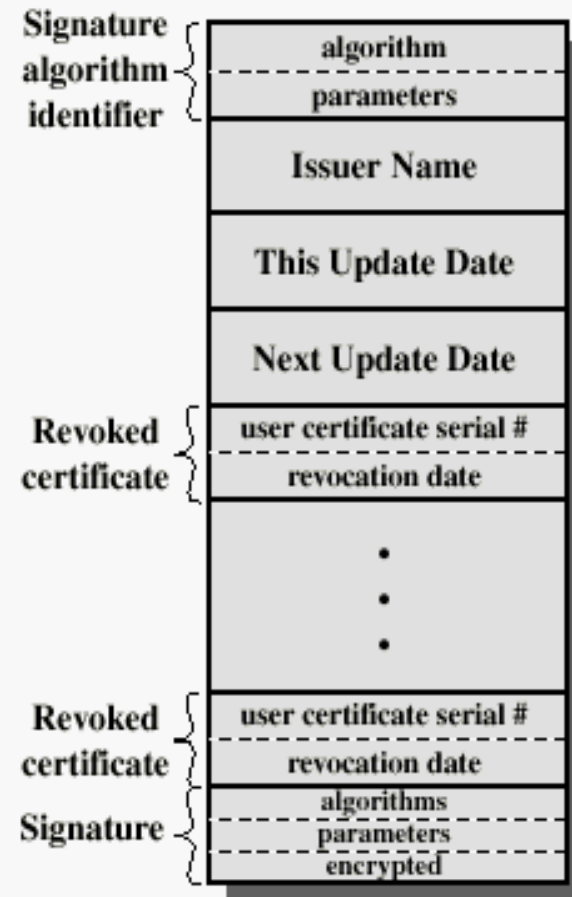 Signature
algorithm
identifier
algorithm
parameters
Issuer Name
This Update Date
Next Update Date
Revoked
certificate
user certificate serial #
revocation date
Revoked
certificate
user certificate serial #
revocation date
Signature
algorithms
parameters
encrypted